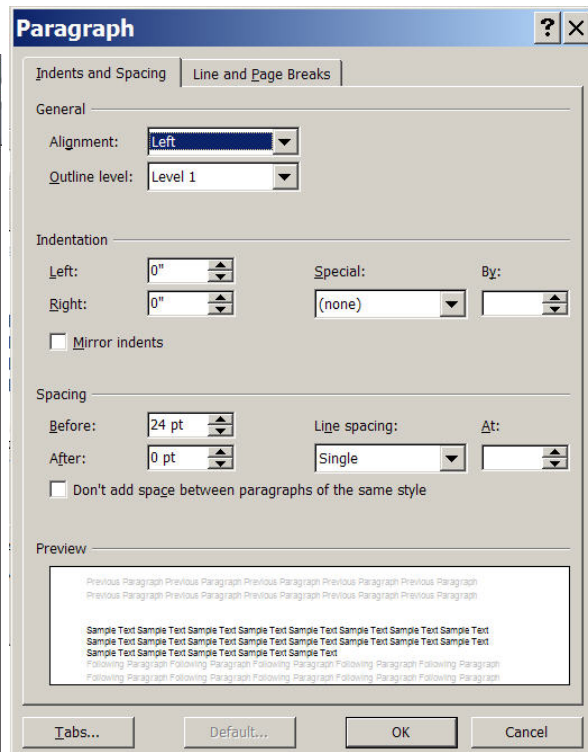 Paragraph
Indents and Spacing Line and Page Breaks
General
Alignment: Left
Outline level: Level 1
Indentation
Left: 0" Special: By:
Right: 0" (none)
Mirror indents
Spacing
Before: 24 pt Line spacing: At:
After: 0 pt Single
Don't add space between paragraphs of the same style
Preview
Previous Paragraph Previous Paragraph Previous Paragraph Previous Paragraph Previous Paragraph
Previous Paragraph Previous Paragraph Previous Paragraph Previous Paragraph Previous Paragraph
Sample Text Sample Text Sample Text Sample Text Sample Text Sample Text Sample Text Sample Text
Sample Text Sample Text Sample Text Sample Text Sample Text Sample Text Sample Text Sample Text
Sample Text Sample Text Sample Text Sample Text Sample Text
Following Paragraph Following Paragraph Following Paragraph Following Paragraph Following Paragraph
Following Paragraph Following Paragraph Following Paragraph Following Paragraph Following Paragraph
Tabs... Default... OK Cancel